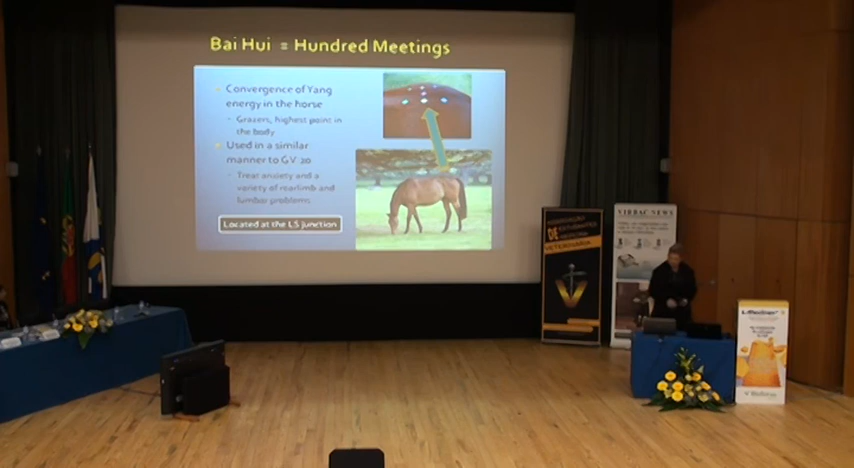 Bai Hui = Hundred Meetings
Convergence of Yang
energy in the horse
- Grazers, highest point in
the body
Used in a similar
manner to GV 20
- Treat anxiety and a
variety of rearlimb and
lumbar problems
Located at the LS junction
DE
VETERINÁRIA
VIRBAC NEWS